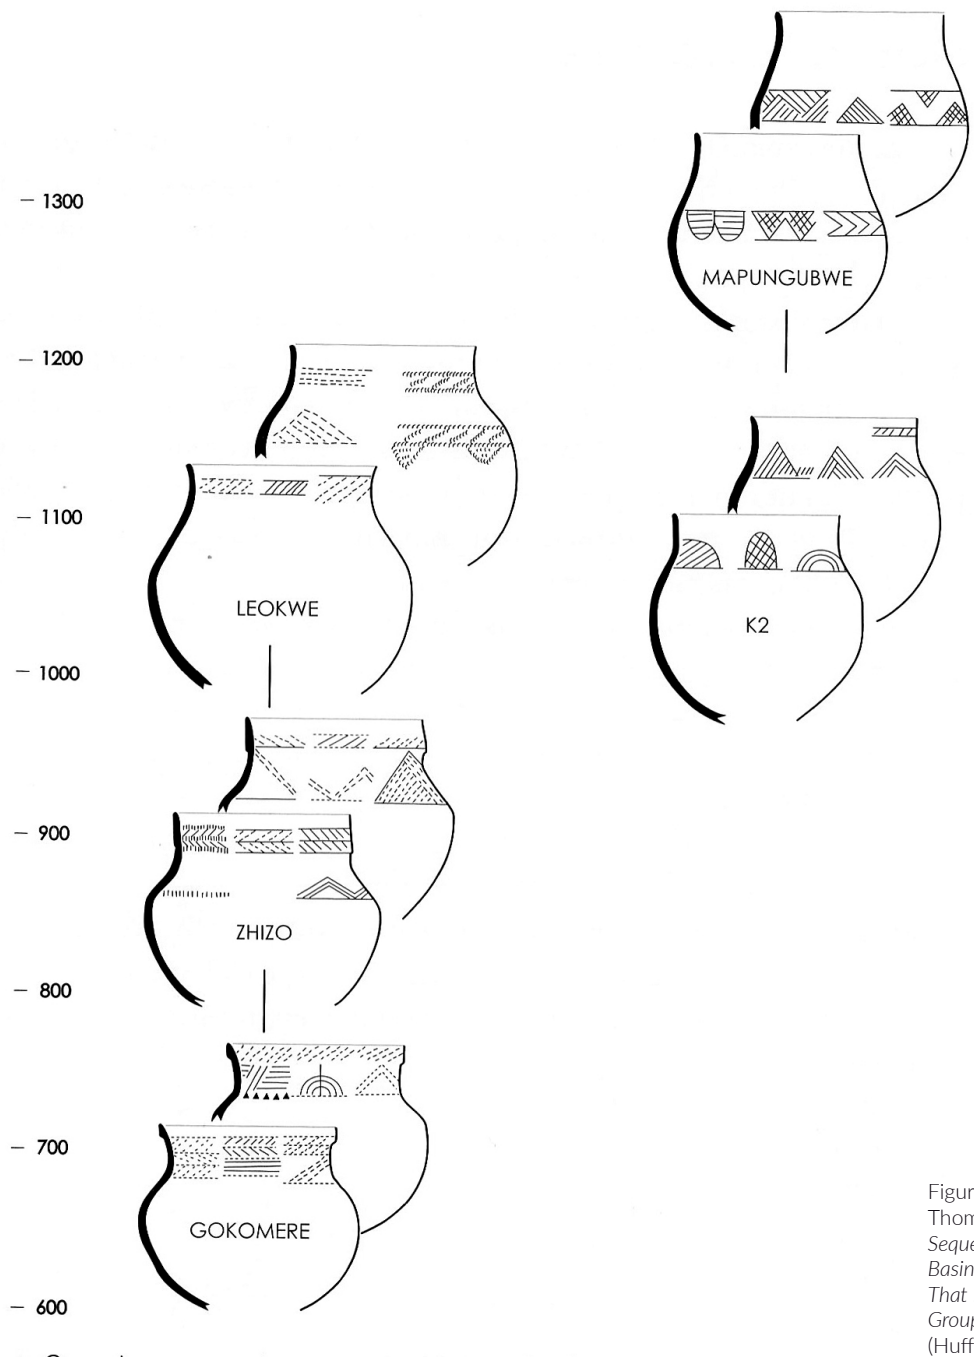 1300
MAPUNGUBWE
1200
1100
LEOKWE
K2
1000
900
ZHIZO
800
700
GOKOMERE
600
Figur
Thom
Seque
Basin
That
Group
(Huff